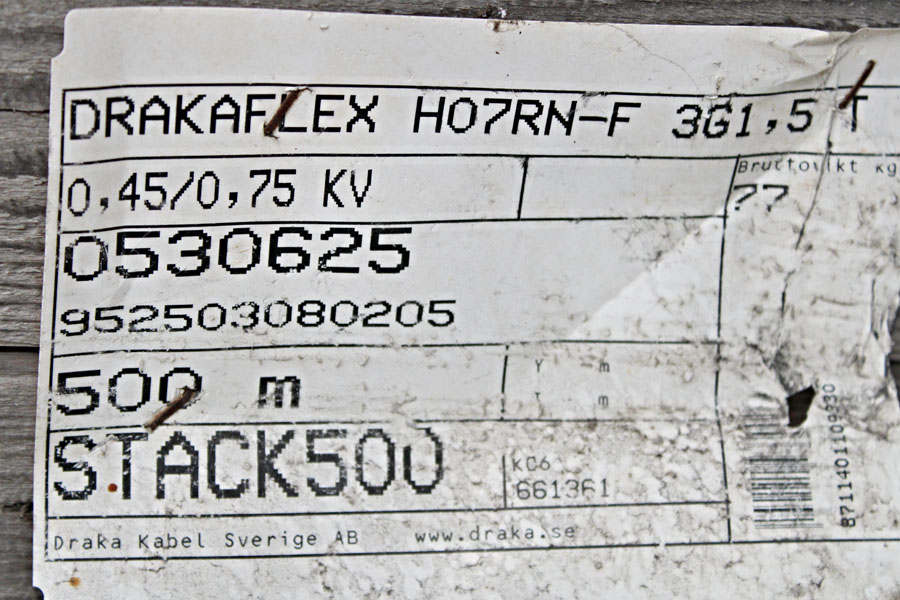 DRAKAFLEX H07RN-F 3G1,5 T
0,45/0,75 KV
Bruttovikt kg
77
0530625
952503080205
500 m
Y m
T m
STACK500
KC6
661361
Draka Kabel Sverige AB www.draka.se